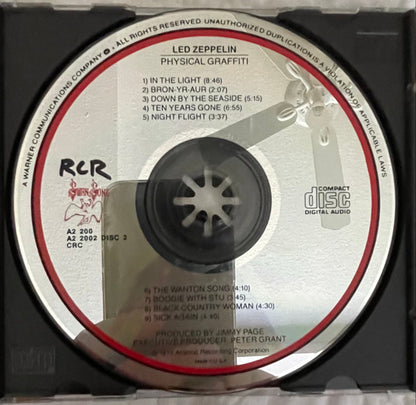 A WARNER COMMUNICATIONS COMPANY ℗ • ALL RIGHTS RESERVED UNAUTHORIZED DUPLICATION IS A VIOLATION OF APPLICABLE LAWS
LED ZEPPELIN
PHYSICAL GRAFFITI
1) IN THE LIGHT (8:46)
2) BRON-YR-AUR (2:07)
3) DOWN BY THE SEASIDE (5:15)
4) TEN YEARS GONE (6:55)
5) NIGHT FLIGHT (3:37)
RCR
SWAN SONG
A2 200
A2 2002 DISC 2
CRC
COMPACT
disc
DIGITAL AUDIO
6) THE WANTON SONG (4:10)
7) BOOGIE WITH STU (3:45)
8) BLACK COUNTRY WOMAN (4:30)
9) SICK AGAIN (4:40)
PRODUCED BY JIMMY PAGE
EXECUTIVE PRODUCER: PETER GRANT
Recording Corporation